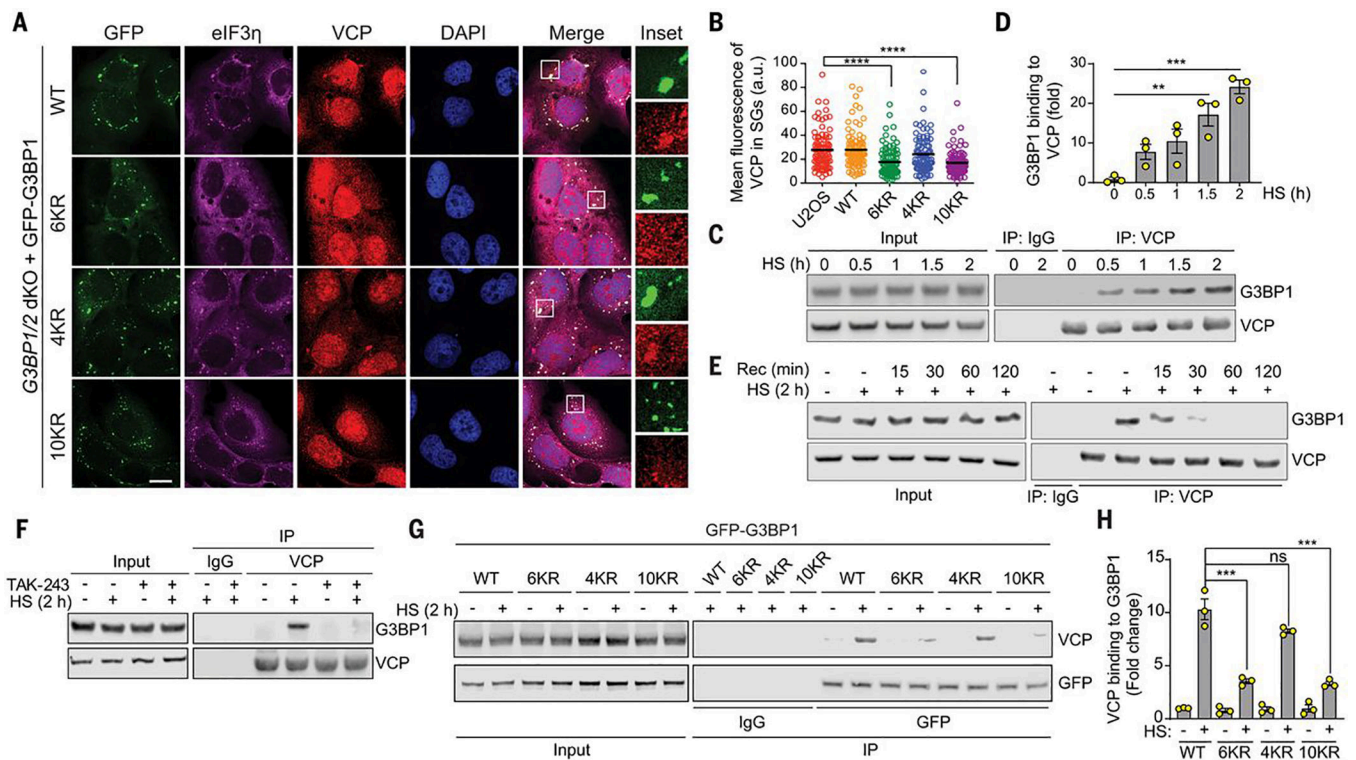 A
GFP eIF3η VCP DAPI Merge Inset
G3BP1/2 dKO + GFP-G3BP1
WT
6KR
4KR
10KR
B
Mean fluorescence of
VCP in SGs (a.u.)
100
80
60
40
20
0
**** ****
U2OS WT 6KR 4KR 10KR
D
G3BP1 binding to
VCP (fold)
30
20
10
0
***
**
0 0.5 1 1.5 2 HS (h)
C
Input IP: IgG IP: VCP
HS (h) 0 0.5 1 1.5 2 0 2 0 0.5 1 1.5 2
G3BP1
VCP
E
Rec (min) 15 30 60 120 15 30 60 120
HS (2 h) - + + + + + + - + + + + +
G3BP1
VCP
Input IP: IgG IP: VCP
F
IP
Input IgG VCP
TAK-243 - - + + - + - - + +
HS (2 h) - + - + + + - + - +
G3BP1
VCP
G
GFP-G3BP1
WT 6KR 4KR 10KR WT 6KR 4KR 10KR WT 6KR 4KR 10KR
HS (2 h) - + - + - + - + + + + + - + - + - + - +
VCP
GFP
IgG GFP
Input IP
H
VCP binding to G3BP1
(Fold change)
15
10
5
0
***
ns
***
HS: - + - + - + - +
WT 6KR 4KR 10KR